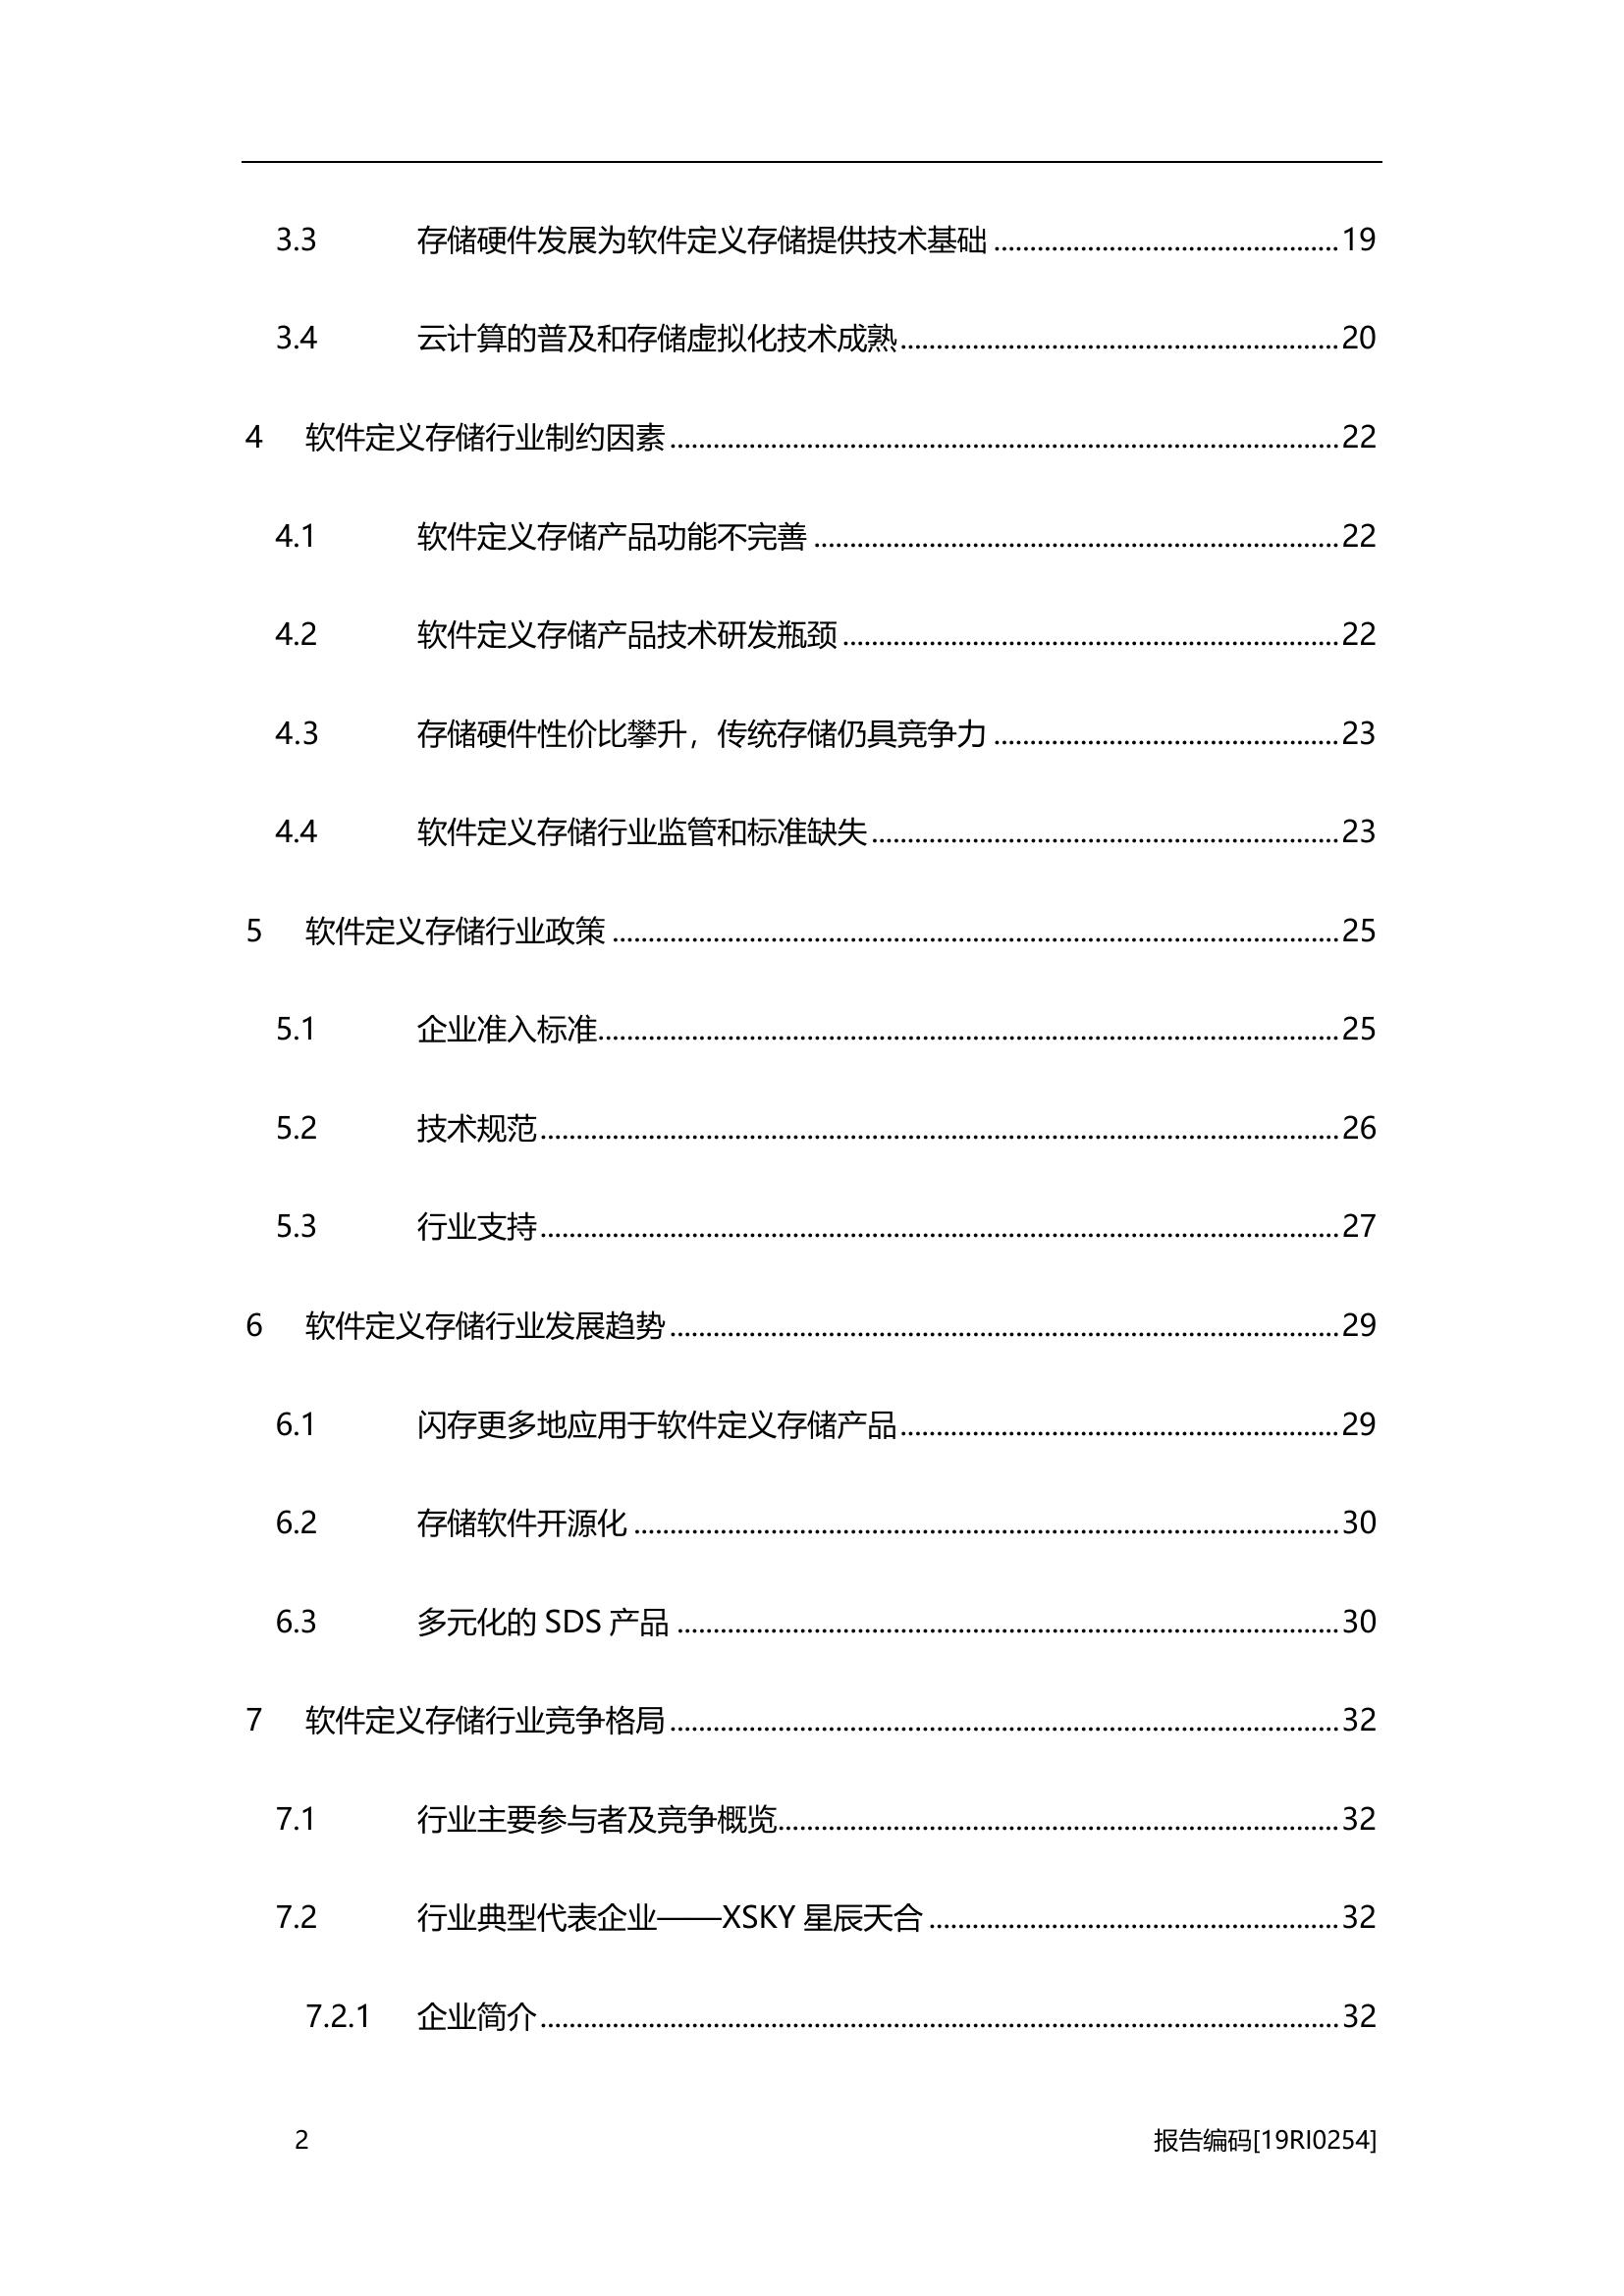 3.3 存储硬件发展为软件定义存储提供技术基础 ................................................ 19
3.4 云计算的普及和存储虚拟化技术成熟 ............................................................ 20
4 软件定义存储行业制约因素 ............................................................................................ 22
4.1 软件定义存储产品功能不完善 ........................................................................ 22
4.2 软件定义存储产品技术研发瓶颈 .................................................................... 22
4.3 存储硬件性价比攀升，传统存储仍具竞争力 ................................................ 23
4.4 软件定义存储行业监管和标准缺失 ................................................................ 23
5 软件定义存储行业政策 .................................................................................................... 25
5.1 企业准入标准 ...................................................................................................... 25
5.2 技术规范 .............................................................................................................. 26
5.3 行业支持 .............................................................................................................. 27
6 软件定义存储行业发展趋势 ............................................................................................ 29
6.1 闪存更多地应用于软件定义存储产品 ............................................................ 29
6.2 存储软件开源化 ................................................................................................. 30
6.3 多元化的 SDS 产品 ........................................................................................... 30
7 软件定义存储行业竞争格局 ............................................................................................ 32
7.1 行业主要参与者及竞争概览 ............................................................................. 32
7.2 行业典型代表企业——XSKY 星辰天合 ........................................................ 32
7.2.1 企业简介 .............................................................................................................. 32
2 报告编码[19RI0254]